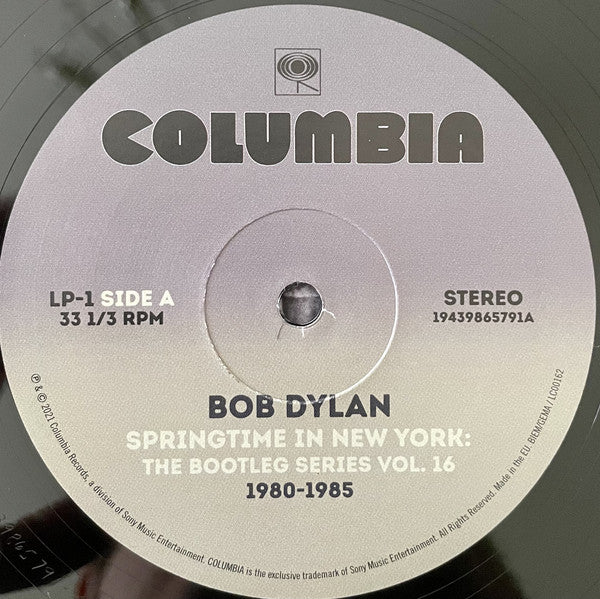 COLUMBIA
LP-1 SIDE A
33 1/3 RPM
STEREO
19439865791A
BOB DYLAN
SPRINGTIME IN NEW YORK:
THE BOOTLEG SERIES VOL. 16
1980-1985
℗ & © 2021 Columbia Records, a division of Sony Music Entertainment. COLUMBIA is the exclusive trademark of Sony Music Entertainment. All Rights Reserved. Made in the EU. BIEM/GEMA / LC00162